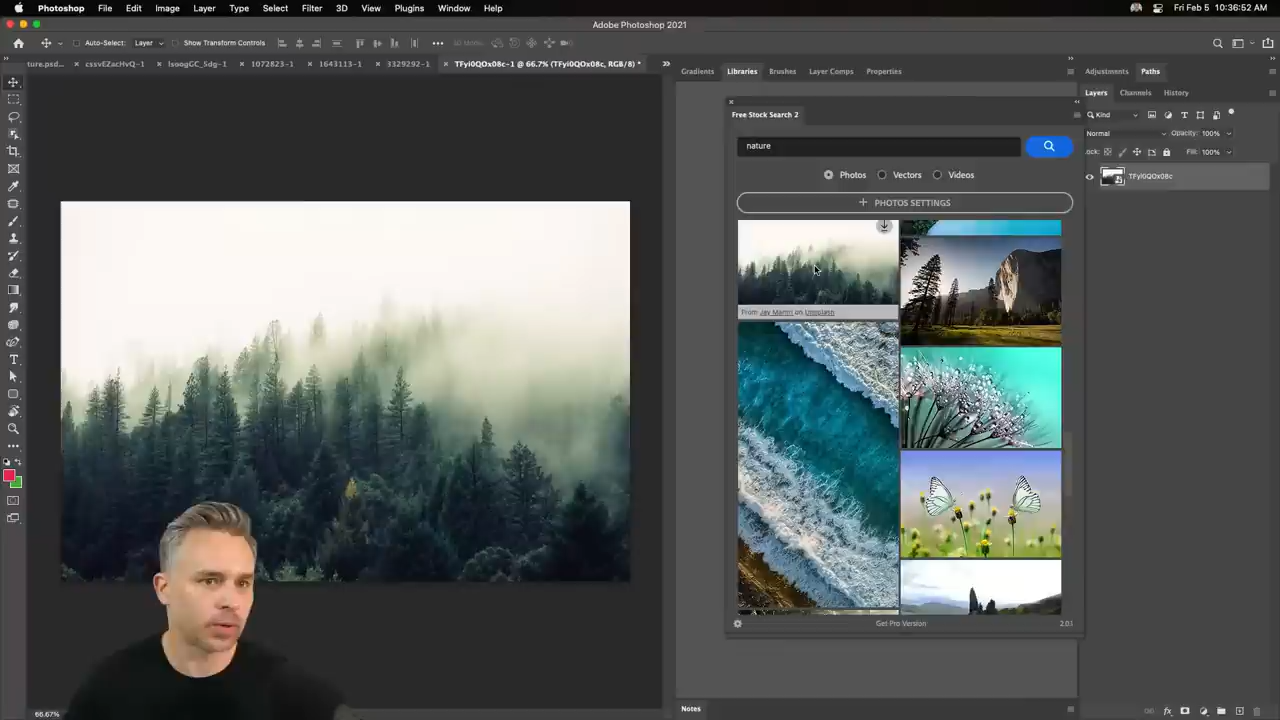 Photoshop File Edit Image Layer Type Select Filter 3D View Plugins Window Help Fri Feb 5 10:36:52 AM
Adobe Photoshop 2021
Auto-Select: Layer Show Transform Controls 3D Mode:
ture.psd... × cssvEZacHvQ-1 × IsoogGC_5dg-1 × 1072823-1 × 1643113-1 × 3329292-1 × TFyi0QOx08c-1 @ 66.7% (TFyi0QOx08c, RGB/8) *
Gradients Libraries Brushes Layer Comps Properties
Adjustments Paths
Layers Channels History
Free Stock Search 2
Kind
Normal Opacity: 100%
nature
Lock: Fill: 100%
Photos Vectors Videos
TFyi0QOx08c
+ PHOTOS SETTINGS
on Unsplash
Get Pro Version 2.0.1
Notes
66.67%